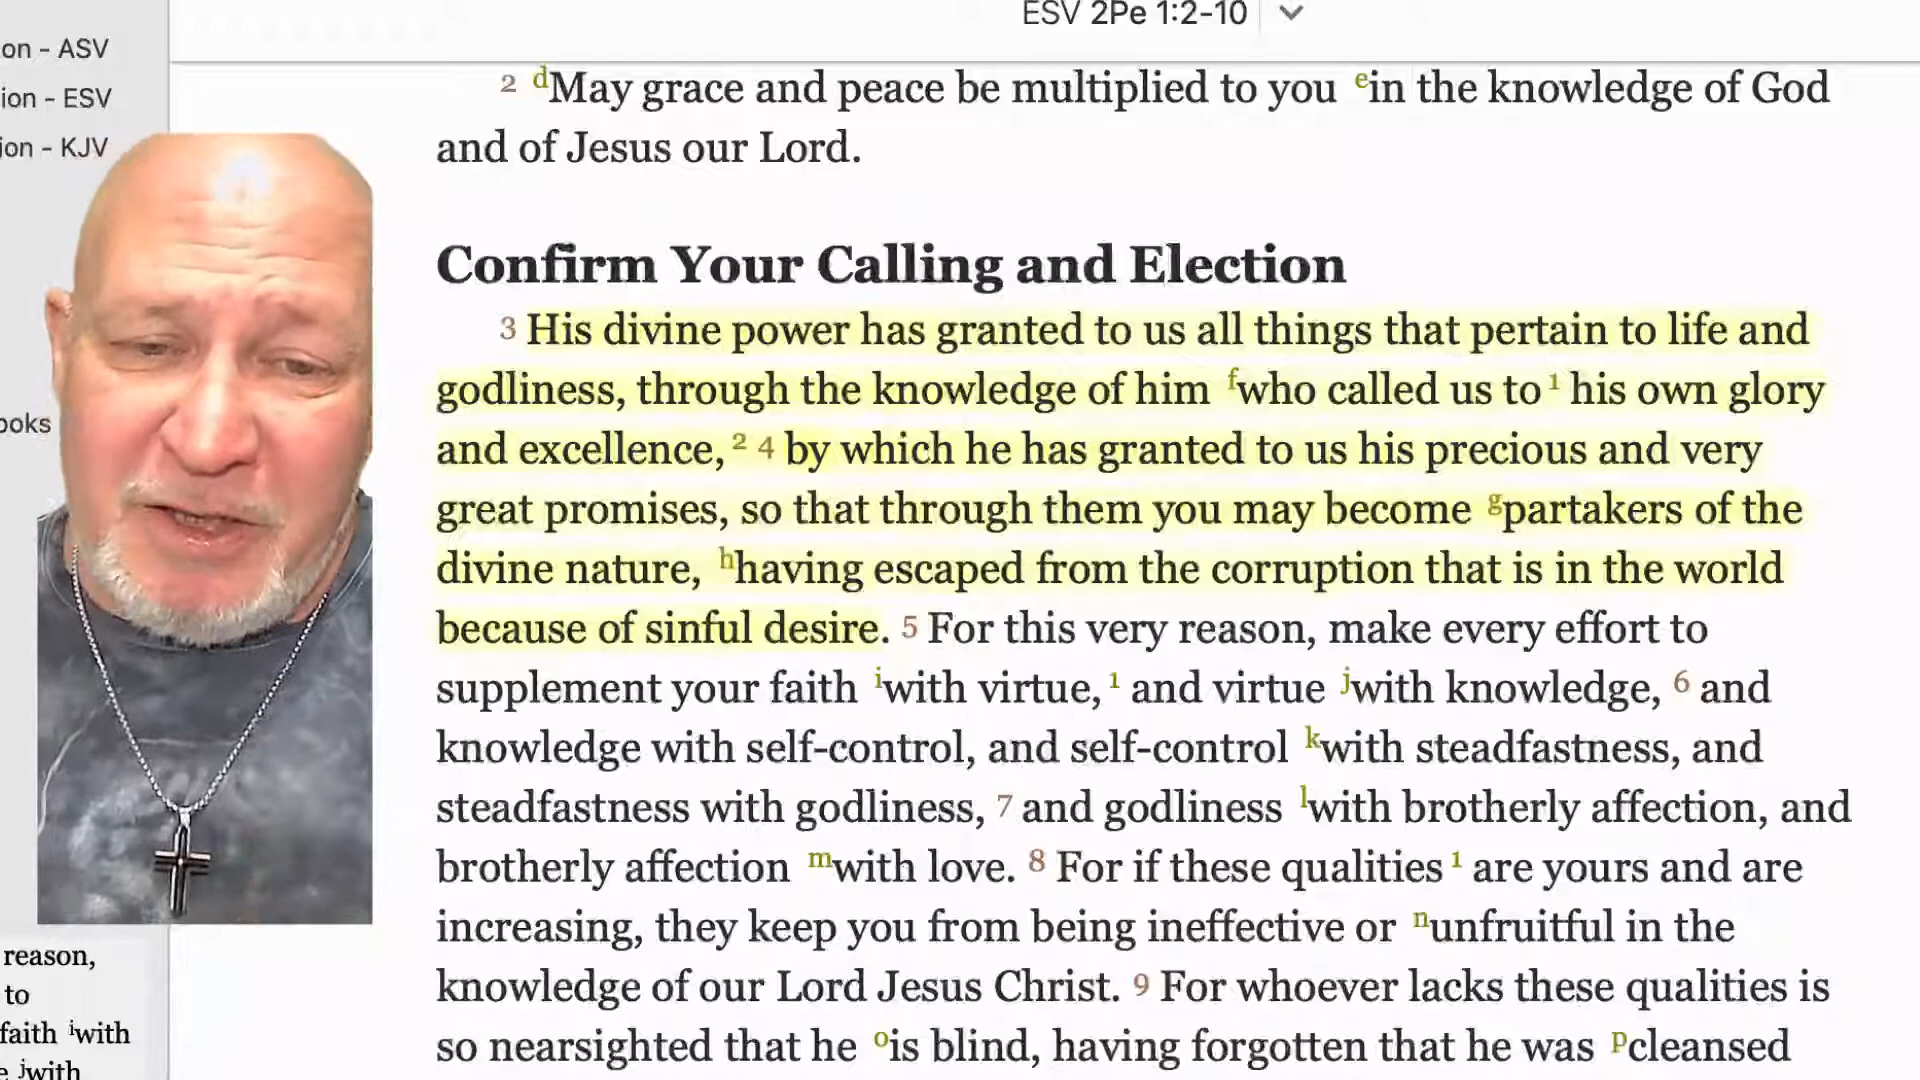 ESV 2Pe 1:2-10
on - ASV
ion - ESV
ion - KJV
ooks
reason,
to
faith iwith
e jwith
2 dMay grace and peace be multiplied to you ein the knowledge of God
and of Jesus our Lord.
Confirm Your Calling and Election
3 His divine power has granted to us all things that pertain to life and
godliness, through the knowledge of him fwho called us to1 his own glory
and excellence,2 4 by which he has granted to us his precious and very
great promises, so that through them you may become gpartakers of the
divine nature, hhaving escaped from the corruption that is in the world
because of sinful desire. 5 For this very reason, make every effort to
supplement your faith iwith virtue,1 and virtue jwith knowledge, 6 and
knowledge with self-control, and self-control kwith steadfastness, and
steadfastness with godliness, 7 and godliness lwith brotherly affection, and
brotherly affection mwith love. 8 For if these qualities1 are yours and are
increasing, they keep you from being ineffective or nunfruitful in the
knowledge of our Lord Jesus Christ. 9 For whoever lacks these qualities is
so nearsighted that he ois blind, having forgotten that he was pcleansed